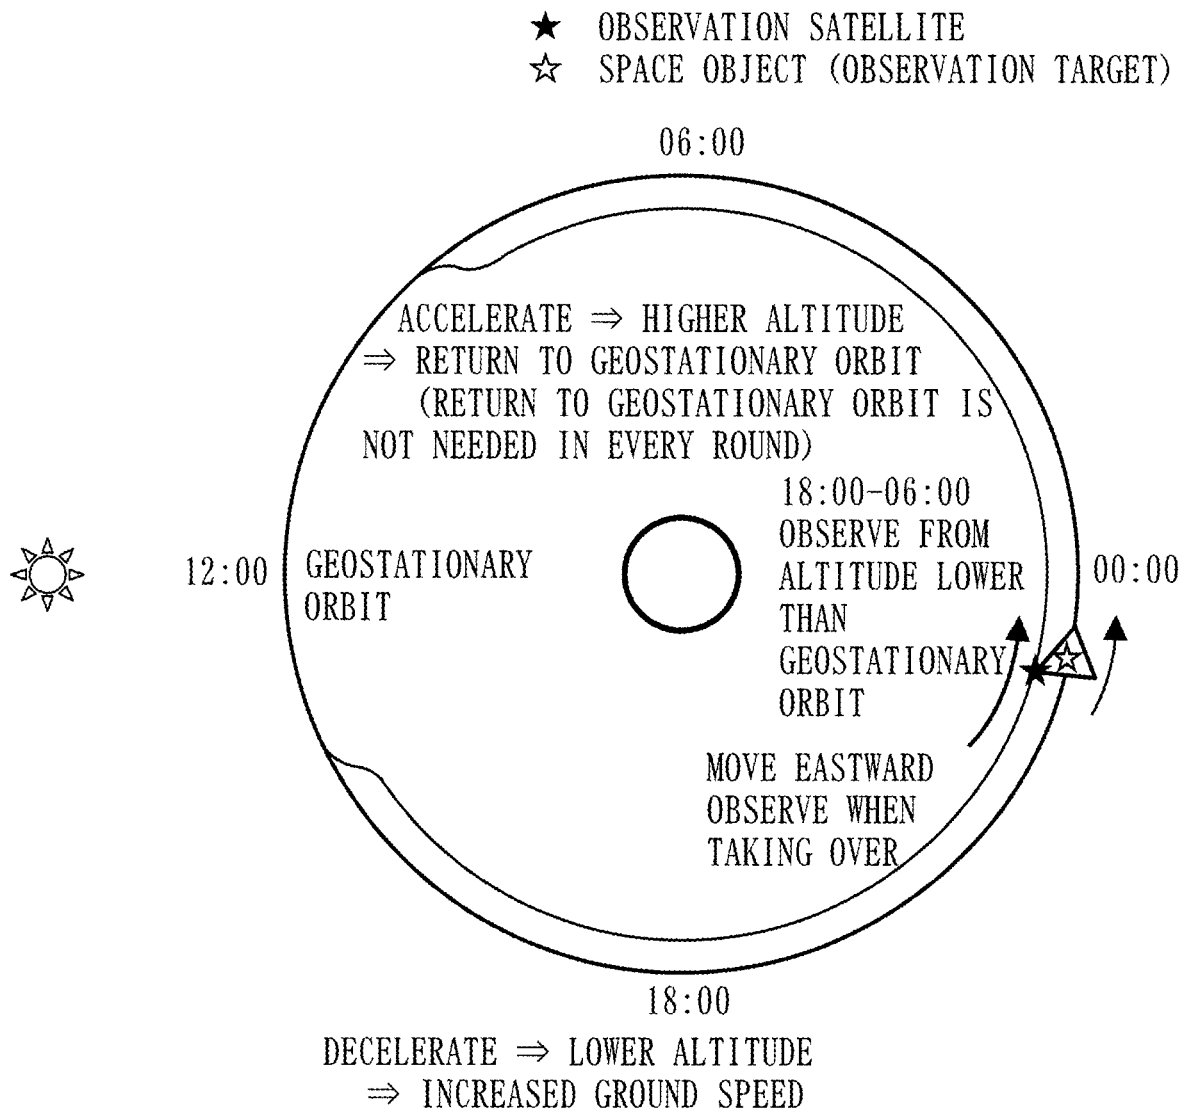 ★ OBSERVATION SATELLITE
☆ SPACE OBJECT (OBSERVATION TARGET)
06:00
ACCELERATE ⇒ HIGHER ALTITUDE
⇒ RETURN TO GEOSTATIONARY ORBIT
(RETURN TO GEOSTATIONARY ORBIT IS
NOT NEEDED IN EVERY ROUND)
18:00-06:00
OBSERVE FROM
ALTITUDE LOWER
THAN
GEOSTATIONARY
ORBIT
12:00
GEOSTATIONARY
ORBIT
00:00
MOVE EASTWARD
OBSERVE WHEN
TAKING OVER
18:00
DECELERATE ⇒ LOWER ALTITUDE
⇒ INCREASED GROUND SPEED